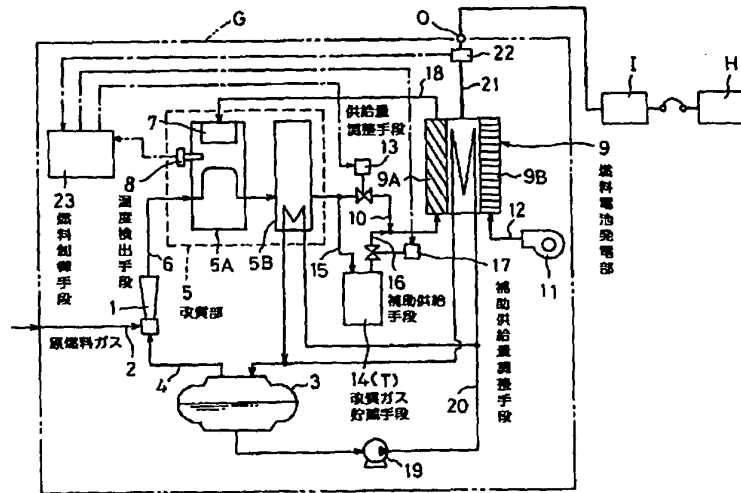 G
O
22
I
H
18
21
7
供給量
調整手段
13
9A
9
燃料電池発電部
9B
23
燃料制御手段
8
温度検出手段
6
5A
5B
5
改質部
10
15
16
補助供給
手段
17
補助供給量調整手段
12
11
1
原燃料ガス
2
4
3
14(T)
改質ガス
貯蔵手段
20
19